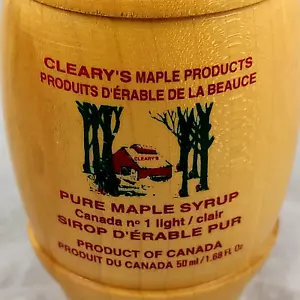 CLEARY'S MAPLE PRODUCTS
PRODUITS D'ÉRABLE DE LA BEAUCE
CLEARY'S
PURE MAPLE SYRUP
Canada nº 1 light / clair
SIROP D'ÉRABLE PUR
PRODUCT OF CANADA
PRODUIT DU CANADA 50 ml / 1.68 Fl. Oz